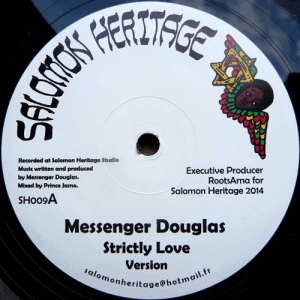 SALOMON HERITAGE
Recorded at Salomon Heritage Studio
Music written and produced
by Messenger Douglas.
Mixed by Prince Jamo.
SH009A
Executive Producer
RootsArna for
Salomon Heritage 2014
Messenger Douglas
Strictly Love
Version
salomonheritage@hotmail.fr